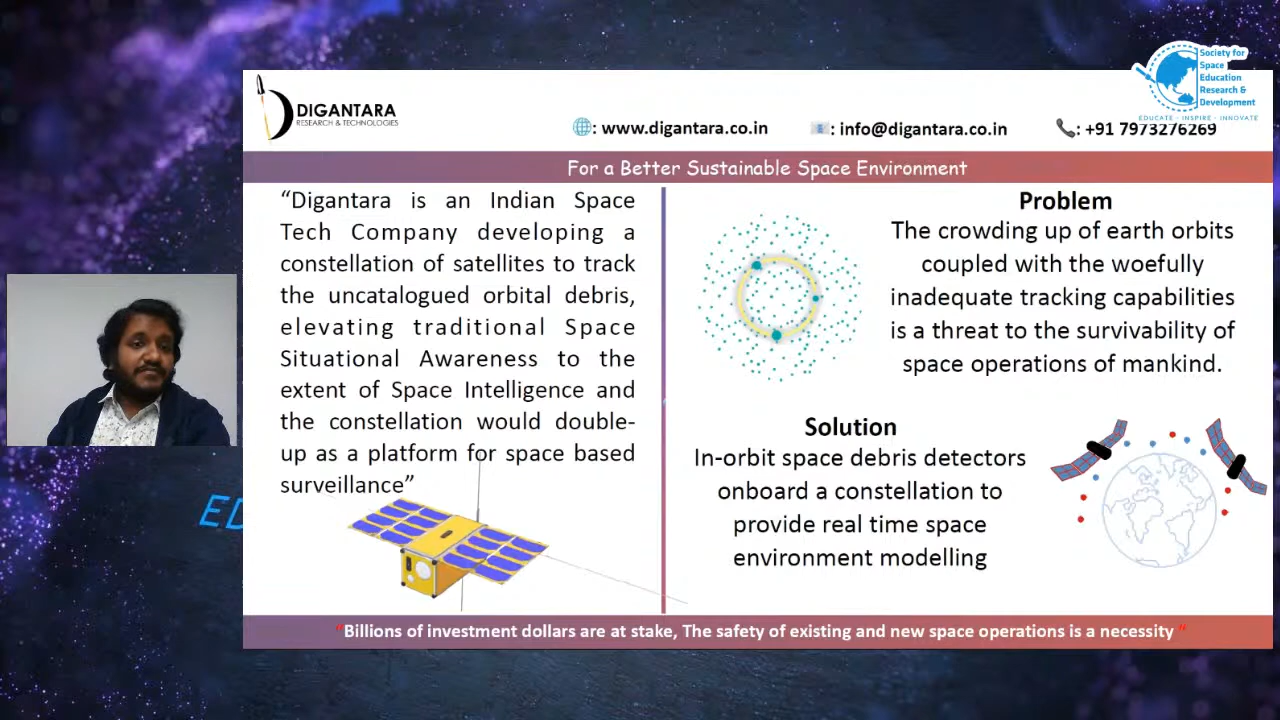 DIGANTARA
RESEARCH & TECHNOLOGIES
: www.digantara.co.in
: info@digantara.co.in
: +91 7973276269
Society for
Space
Education
Research &
Development
EDUCATE - INSPIRE - INNOVATE
For a Better Sustainable Space Environment
“Digantara is an Indian Space
Tech Company developing a
constellation of satellites to track
the uncatalogued orbital debris,
elevating traditional Space
Situational Awareness to the
extent of Space Intelligence and
the constellation would double-
up as a platform for space based
surveillance”
Problem
The crowding up of earth orbits
coupled with the woefully
inadequate tracking capabilities
is a threat to the survivability of
space operations of mankind.
Solution
In-orbit space debris detectors
onboard a constellation to
provide real time space
environment modelling
ED
“Billions of investment dollars are at stake, The safety of existing and new space operations is a necessity ”